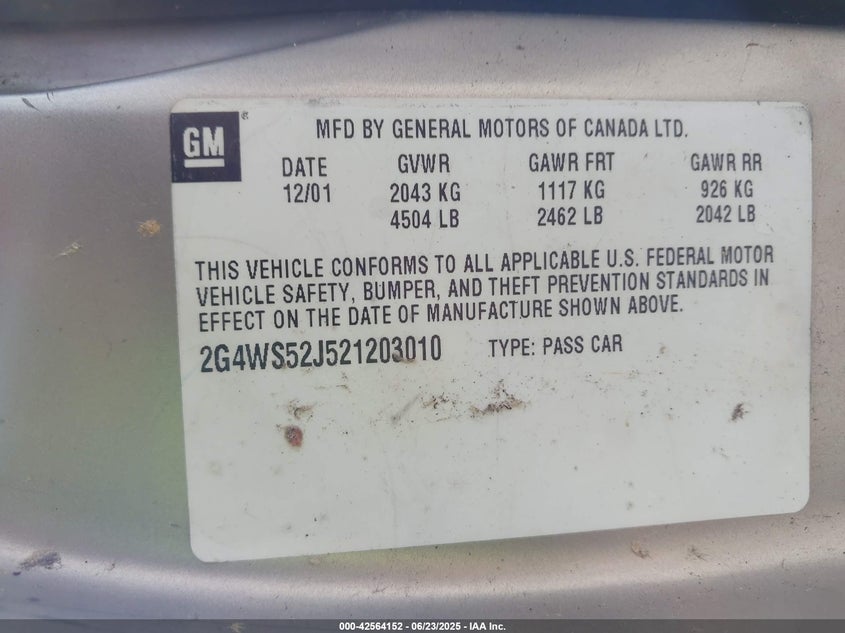 GM®
MFD BY GENERAL MOTORS OF CANADA LTD.
DATE GVWR GAWR FRT GAWR RR
12/01 2043 KG 1117 KG 926 KG
4504 LB 2462 LB 2042 LB
THIS VEHICLE CONFORMS TO ALL APPLICABLE U.S. FEDERAL MOTOR
VEHICLE SAFETY, BUMPER, AND THEFT PREVENTION STANDARDS IN
EFFECT ON THE DATE OF MANUFACTURE SHOWN ABOVE.
2G4WS52J521203010 TYPE: PASS CAR
000-42564152 - 06/23/2025 - IAA Inc.